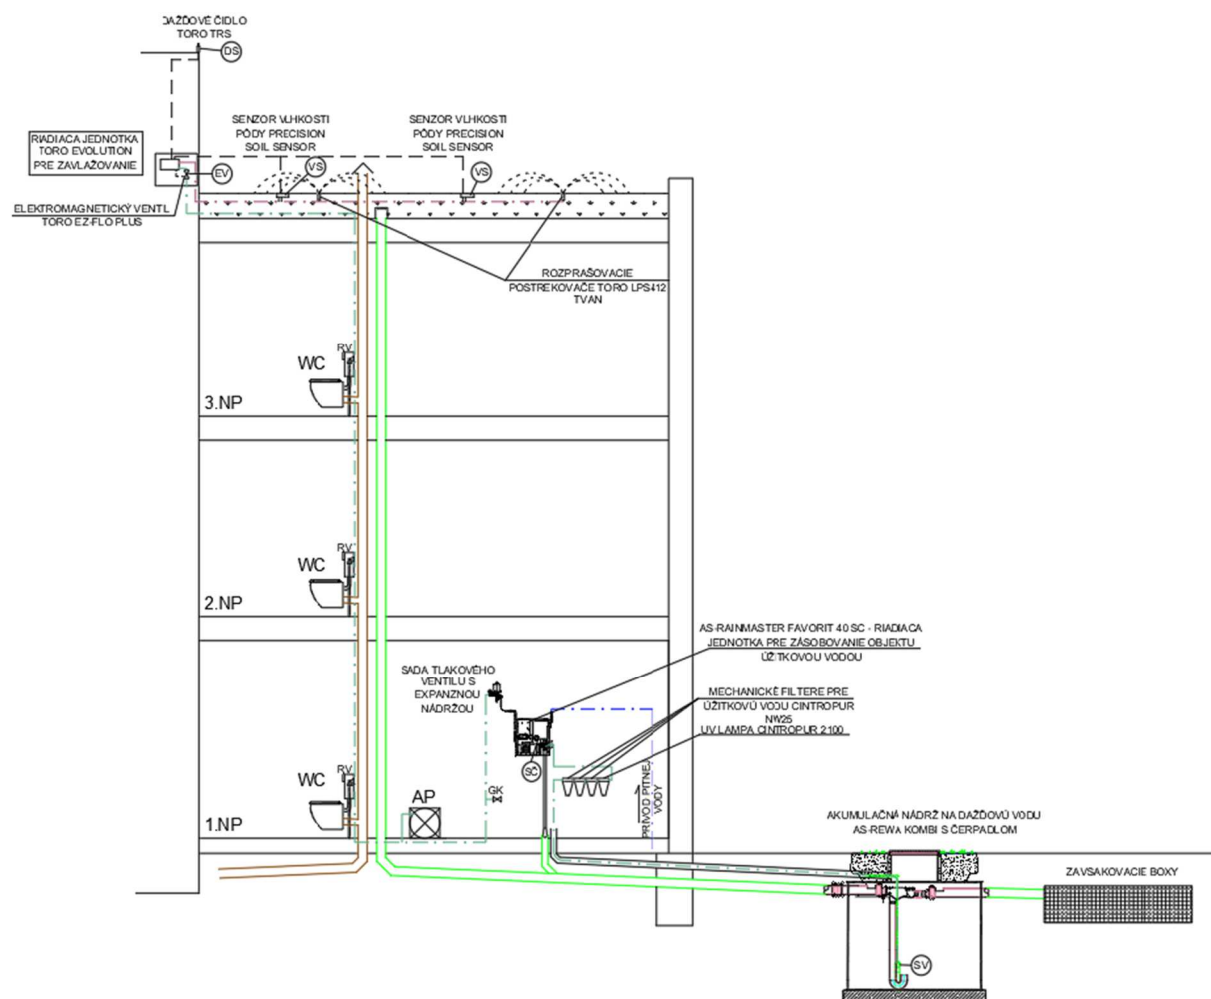 DAŽĎOVÉ ČIDLO
TORO TRS
DS
SENZOR VLHKOSTI
PÔDY PRECISION
SOIL SENSOR
SENZOR VLHKOSTI
PÔDY PRECISION
SOIL SENSOR
RIADIACA JEDNOTKA
TORO EVOLUTION
PRE ZAVLAŽOVANIE
EV
VS
VS
ELEKTROMAGNETICKÝ VENTIL
TORO EZ-FLO PLUS
ROZPRAŠOVACIE
POSTREKOVAČE TORO LPS412
TVAN
RV
WC
3.NP
RV
WC
2.NP
AS-RAINMASTER FAVORIT 40 SC - RIADIACA
JEDNOTKA PRE ZÁSOBOVANIE OBJEKTU
ÚŽITKOVOU VODOU
SADA TLAKOVÉHO
VENTILU S
EXPANZNOU
NÁDRŽOU
MECHANICKÉ FILTERE PRE
ÚŽITKOVÚ VODU CINTROPUR
NW25
UV LAMPA CINTROPUR 2100
SČ
RV
WC
GK
AP
PRÍVOD PITNEJ
VODY
1.NP
AKUMULAČNÁ NÁDRŽ NA DAŽĎOVÚ VODU
AS-REWA KOMBI S ČERPADLOM
ZAVSAKOVACIE BOXY
SV